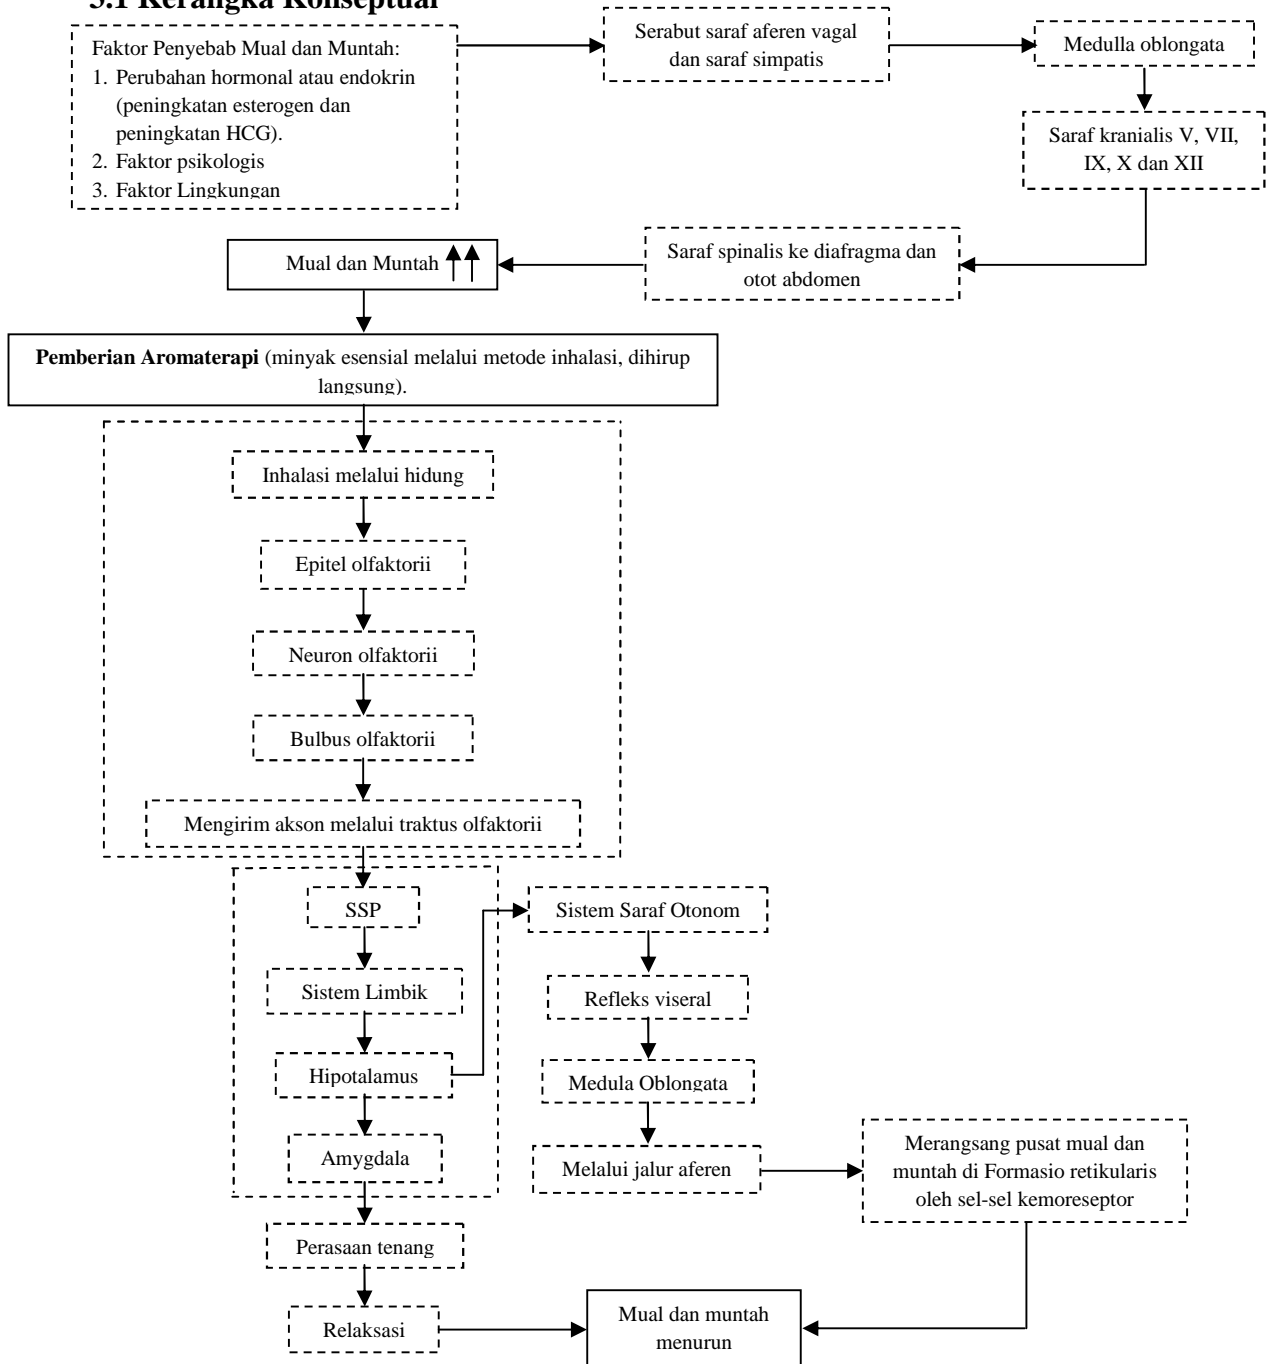 3.1 Kerangka Konseptual
Faktor Penyebab Mual dan Muntah:
1. Perubahan hormonal atau endokrin
(peningkatan esterogen dan
peningkatan HCG).
2. Faktor psikologis
3. Faktor Lingkungan
Serabut saraf aferen vagal
dan saraf simpatis
Medulla oblongata
Saraf kranialis V, VII,
IX, X dan XII
Saraf spinalis ke diafragma dan
otot abdomen
Mual dan Muntah
Pemberian Aromaterapi (minyak esensial melalui metode inhalasi, dihirup
langsung).
Inhalasi melalui hidung
Epitel olfaktorii
Neuron olfaktorii
Bulbus olfaktorii
Mengirim akson melalui traktus olfaktorii
SSP
Sistem Limbik
Hipotalamus
Amygdala
Perasaan tenang
Relaksasi
Sistem Saraf Otonom
Refleks viseral
Medula Oblongata
Melalui jalur aferen
Merangsang pusat mual dan
muntah di Formasio retikularis
oleh sel-sel kemoreseptor
Mual dan muntah
menurun